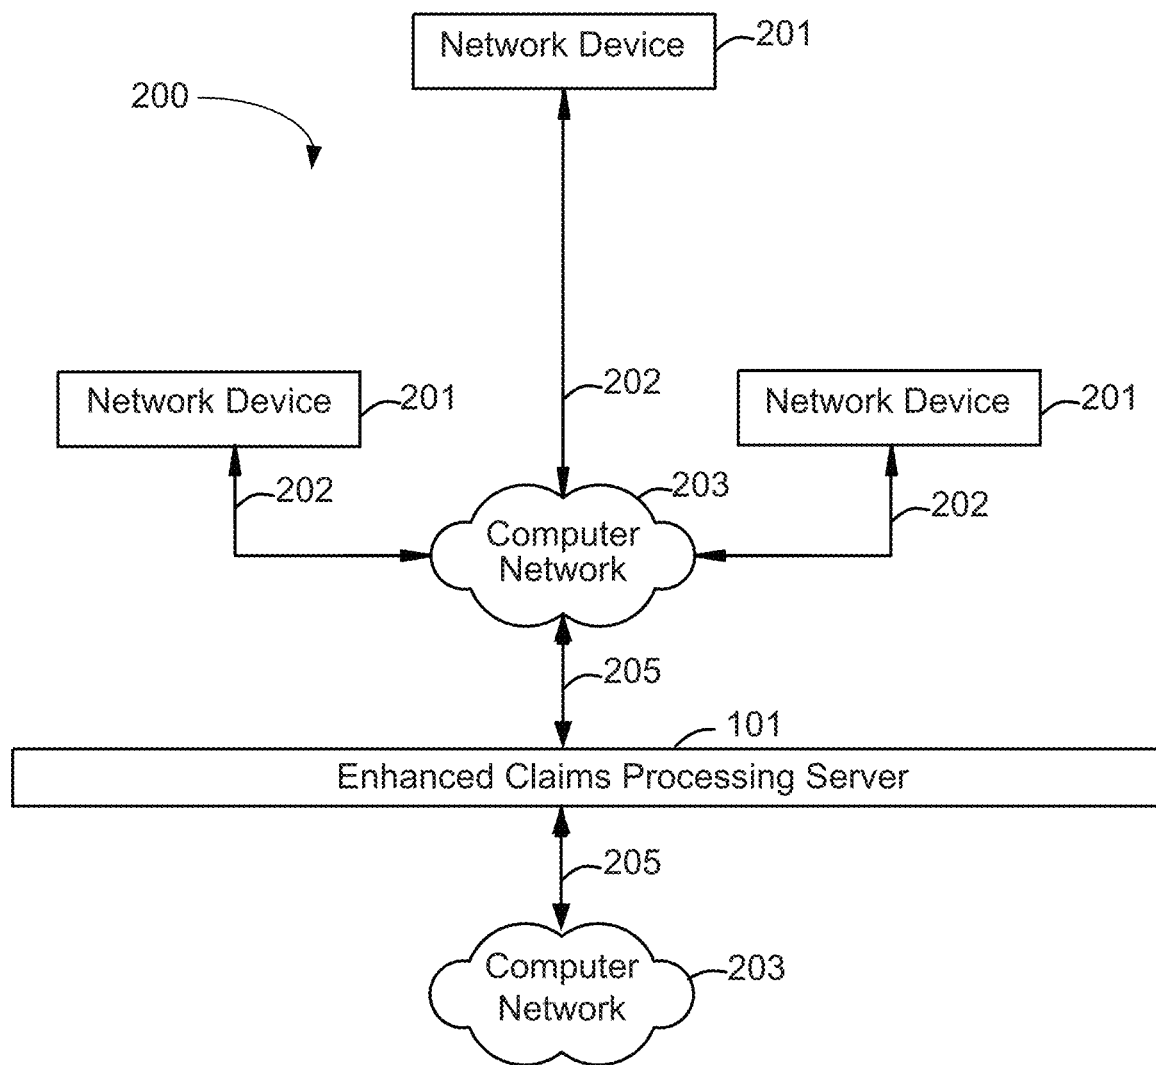 Network Device
201
200
202
Network Device
201
Network Device
201
202
203
202
Computer
Network
205
101
Enhanced Claims Processing Server
205
Computer
Network
203